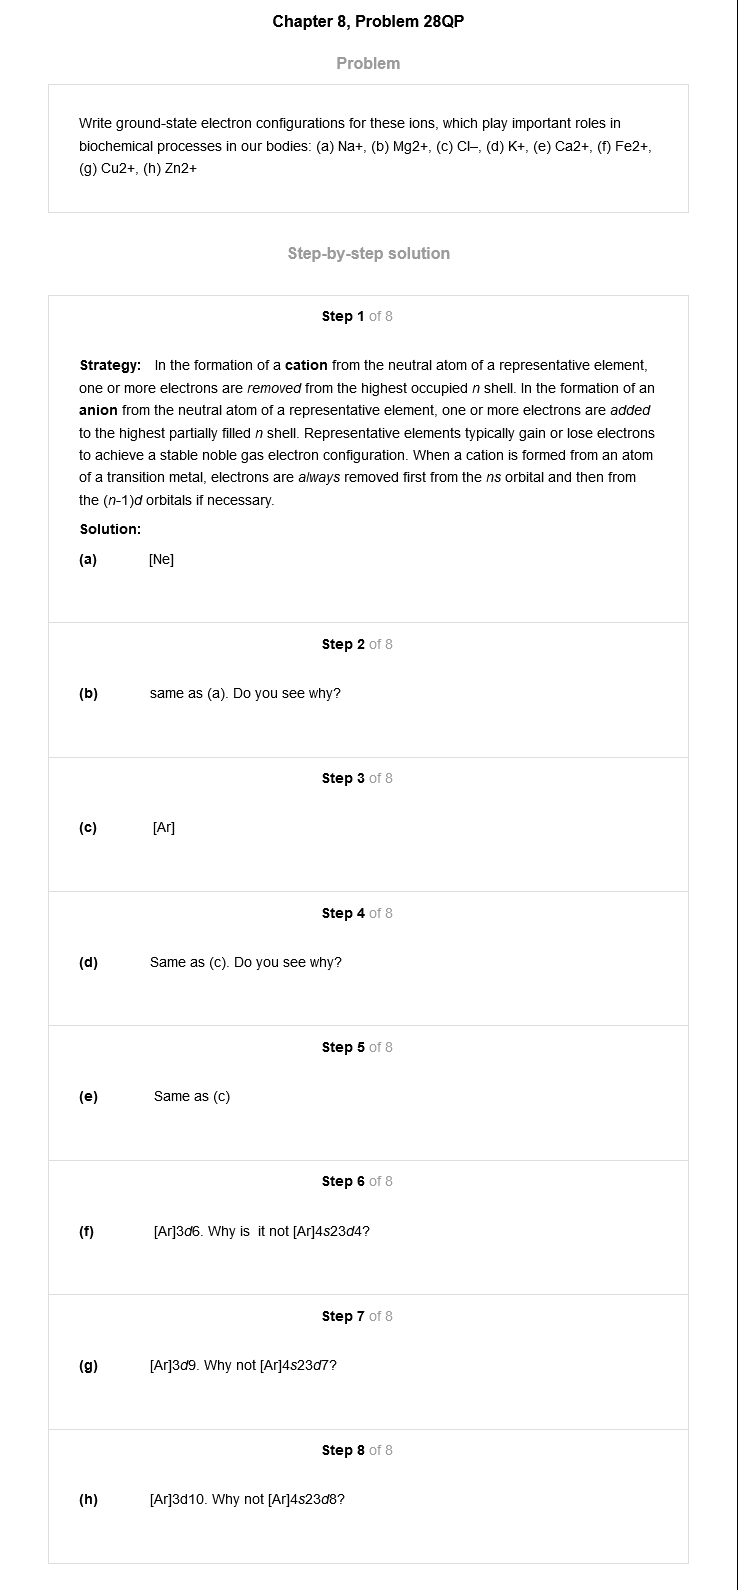 Chapter 8, Problem 28QP
Problem
Write ground-state electron configurations for these ions, which play important roles in
biochemical processes in our bodies: (a) Na+, (b) Mg2+, (c) Cl–, (d) K+, (e) Ca2+, (f) Fe2+,
(g) Cu2+, (h) Zn2+
Step-by-step solution
Step 1 of 8
Strategy: In the formation of a cation from the neutral atom of a representative element,
one or more electrons are removed from the highest occupied n shell. In the formation of an
anion from the neutral atom of a representative element, one or more electrons are added
to the highest partially filled n shell. Representative elements typically gain or lose electrons
to achieve a stable noble gas electron configuration. When a cation is formed from an atom
of a transition metal, electrons are always removed first from the ns orbital and then from
the (n-1)d orbitals if necessary.
Solution:
(a) [Ne]
Step 2 of 8
(b) same as (a). Do you see why?
Step 3 of 8
(c) [Ar]
Step 4 of 8
(d) Same as (c). Do you see why?
Step 5 of 8
(e) Same as (c)
Step 6 of 8
(f) [Ar]3d6. Why is it not [Ar]4s23d4?
Step 7 of 8
(g) [Ar]3d9. Why not [Ar]4s23d7?
Step 8 of 8
(h) [Ar]3d10. Why not [Ar]4s23d8?